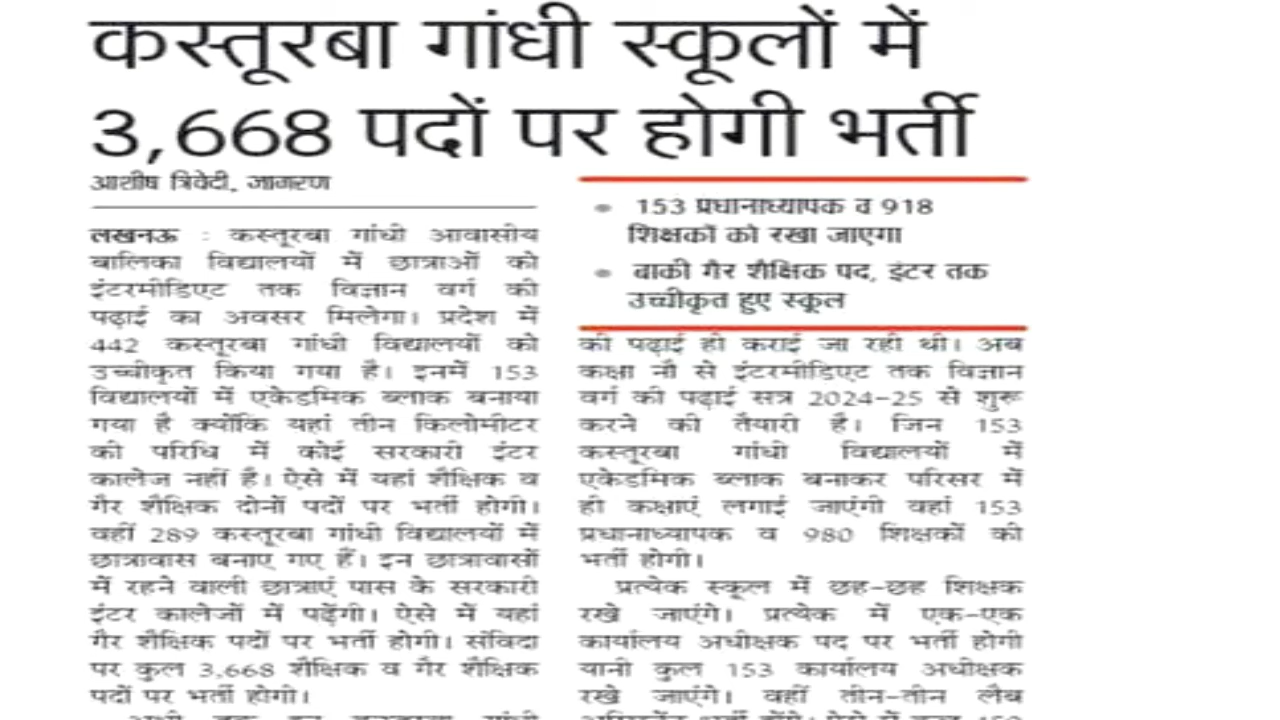 कस्तूरबा गांधी स्कूलों में
3,668 पदों पर होगी भर्ती
आशीष त्रिवेदी, जागरण
लखनऊ : कस्तूरबा गांधी आवासीय
बालिका विद्यालयों में छात्राओं को
इंटरमीडिएट तक विज्ञान वर्ग की
पढ़ाई का अवसर मिलेगा। प्रदेश में
442 कस्तूरबा गांधी विद्यालयों को
उच्चीकृत किया गया है। इनमें 153
विद्यालयों में एकेडमिक ब्लाक बनाया
गया है क्योंकि यहां तीन किलोमीटर
की परिधि में कोई सरकारी इंटर
कालेज नहीं है। ऐसे में यहां शैक्षिक व
गैर शैक्षिक दोनों पदों पर भर्ती होगी।
वहीं 289 कस्तूरबा गांधी विद्यालयों में
छात्रावास बनाए गए हैं। इन छात्रावासों
में रहने वाली छात्राएं पास के सरकारी
इंटर कालेजों में पढ़ेंगी। ऐसे में यहां
गैर शैक्षिक पदों पर भर्ती होगी। संविदा
पर कुल 3,668 शैक्षिक व गैर शैक्षिक
पदों पर भर्ती होगी।
• 153 प्रधानाध्यापक व 918
शिक्षकों को रखा जाएगा
• बाकी गैर शैक्षिक पद, इंटर तक
उच्चीकृत हुए स्कूल
की पढ़ाई ही कराई जा रही थी। अब
कक्षा नौ से इंटरमीडिएट तक विज्ञान
वर्ग की पढ़ाई सत्र 2024-25 से शुरू
करने की तैयारी है। जिन 153
कस्तूरबा गांधी विद्यालयों में
एकेडमिक ब्लाक बनाकर परिसर में
ही कक्षाएं लगाई जाएंगी वहां 153
प्रधानाध्यापक व 980 शिक्षकों की
भर्ती होगी।
प्रत्येक स्कूल में छह-छह शिक्षक
रखे जाएंगे। प्रत्येक में एक-एक
कार्यालय अधीक्षक पद पर भर्ती होगी
यानी कुल 153 कार्यालय अधीक्षक
रखे जाएंगे। वहीं तीन-तीन लैब